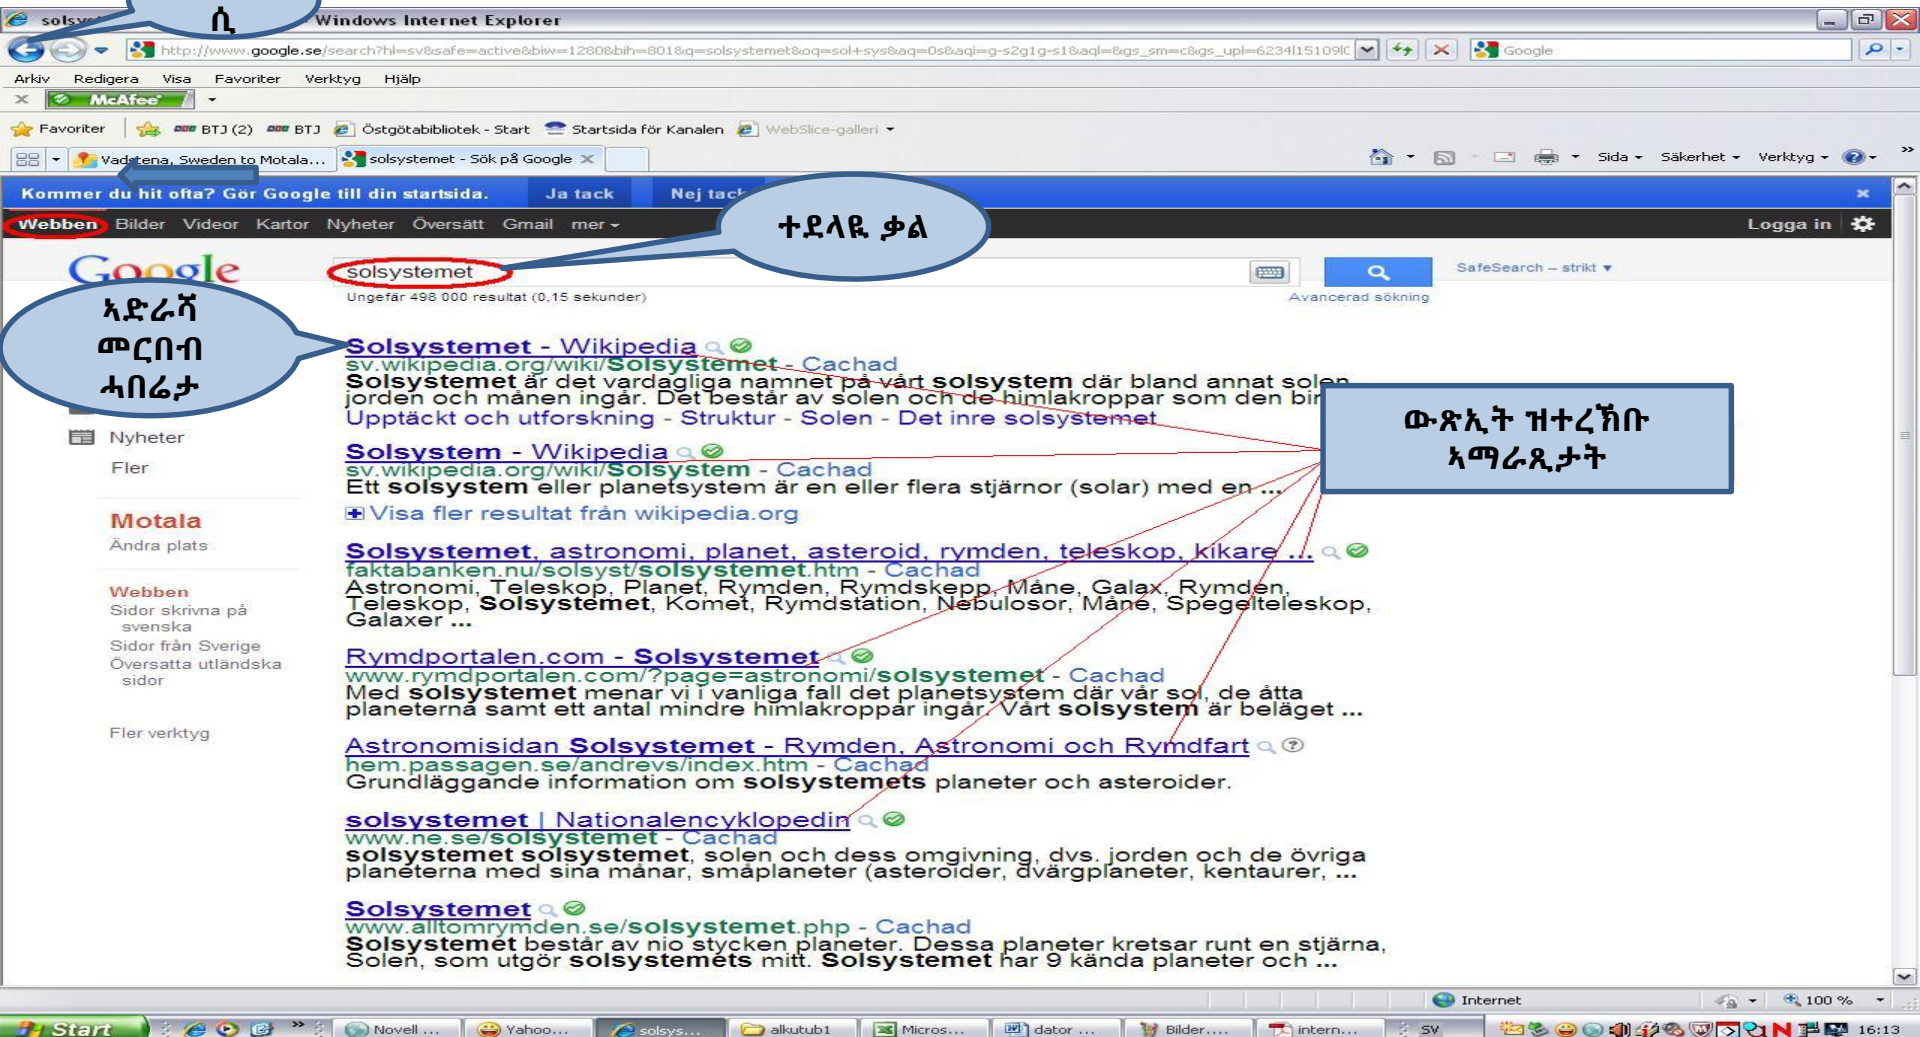 ሲ
solsys
Windows Internet Explorer
http://www.google.se/search?hl=sv&safe=active&biw=1280&bih=801&q=solsystemet&oq=sol+sys&aq=0s&aqi=g-s2g1g-s1&aql=&gs_sm=c&gs_upl=6234l15109l
Google
Arkiv Redigera Visa Favoriter Verktyg Hjälp
McAfee
Favoriter BTJ (2) BTJ Östgötabibliotek - Start Startsida för Kanalen WebSlice-galleri
Vadstena, Sweden to Motala... solsystemet - Sök på Google Sida Säkerhet Verktyg
Kommer du hit ofta? Gör Google till din startsida. Ja tack Nej tack
Webben Bilder Videor Kartor Nyheter Översätt Gmail mer Logga in
ተደላዪ ቃል
Google
solsystemet
SafeSearch – strikt
Ungefär 498 000 resultat (0,15 sekunder)
Avancerad sökning
ኣድራሻ
መርበብ
ሓበሬታ
Solsystemet - Wikipedia
sv.wikipedia.org/wiki/Solsystemet - Cachad
Solsystemet är det vardagliga namnet på vårt solsystem där bland annat solen,
jorden och månen ingår. Det består av solen och de himlakroppar som den bin
Upptäckt och utforskning - Struktur - Solen - Det inre solsystemet
ውጽኢት ዝተረኽቡ
ኣማራጺታት
Nyheter
Fler
Solsystem - Wikipedia
sv.wikipedia.org/wiki/Solsystem - Cachad
Ett solsystem eller planetsystem är en eller flera stjärnor (solar) med en ...
Visa fler resultat från wikipedia.org
Motala
Ändra plats
Solsystemet, astronomi, planet, asteroid, rymden, teleskop, kikare ...
faktabanken.nu/solsyst/solsystemet.htm - Cachad
Astronomi, Teleskop, Planet, Rymden, Rymdskepp, Måne, Galax, Rymden,
Teleskop, Solsystemet, Komet, Rymdstation, Nebulosor, Måne, Spegelteleskop,
Galaxer ...
Webben
Sidor skrivna på
svenska
Sidor från Sverige
Översatta utländska
sidor
Fler verktyg
Rymdportalen.com - Solsystemet
www.rymdportalen.com/?page=astronomi/solsystemet - Cachad
Med solsystemet menar vi i vanliga fall det planetsystem där vår sol, de åtta
planeterna samt ett antal mindre himlakroppar ingår. Vårt solsystem är beläget ...
Astronomisidan Solsystemet - Rymden, Astronomi och Rymdfart
hem.passagen.se/andrevs/index.htm - Cachad
Grundläggande information om solsystemets planeter och asteroider.
solsystemet | Nationalencyklopedin
www.ne.se/solsystemet - Cachad
solsystemet solsystemet, solen och dess omgivning, dvs. jorden och de övriga
planeterna med sina månar, småplaneter (asteroider, dvärgplaneter, kentaurer, ...
Solsystemet
www.alltomrymden.se/solsystemet.php - Cachad
Solsystemet består av nio stycken planeter. Dessa planeter kretsar runt en stjärna,
Solen, som utgör solsystemets mitt. Solsystemet har 9 kända planeter och ...
Internet 100 %
Start Novell ... Yahoo... solsys... alkutub1 Micros... dator ... Bilder.... intern... SV 16:13